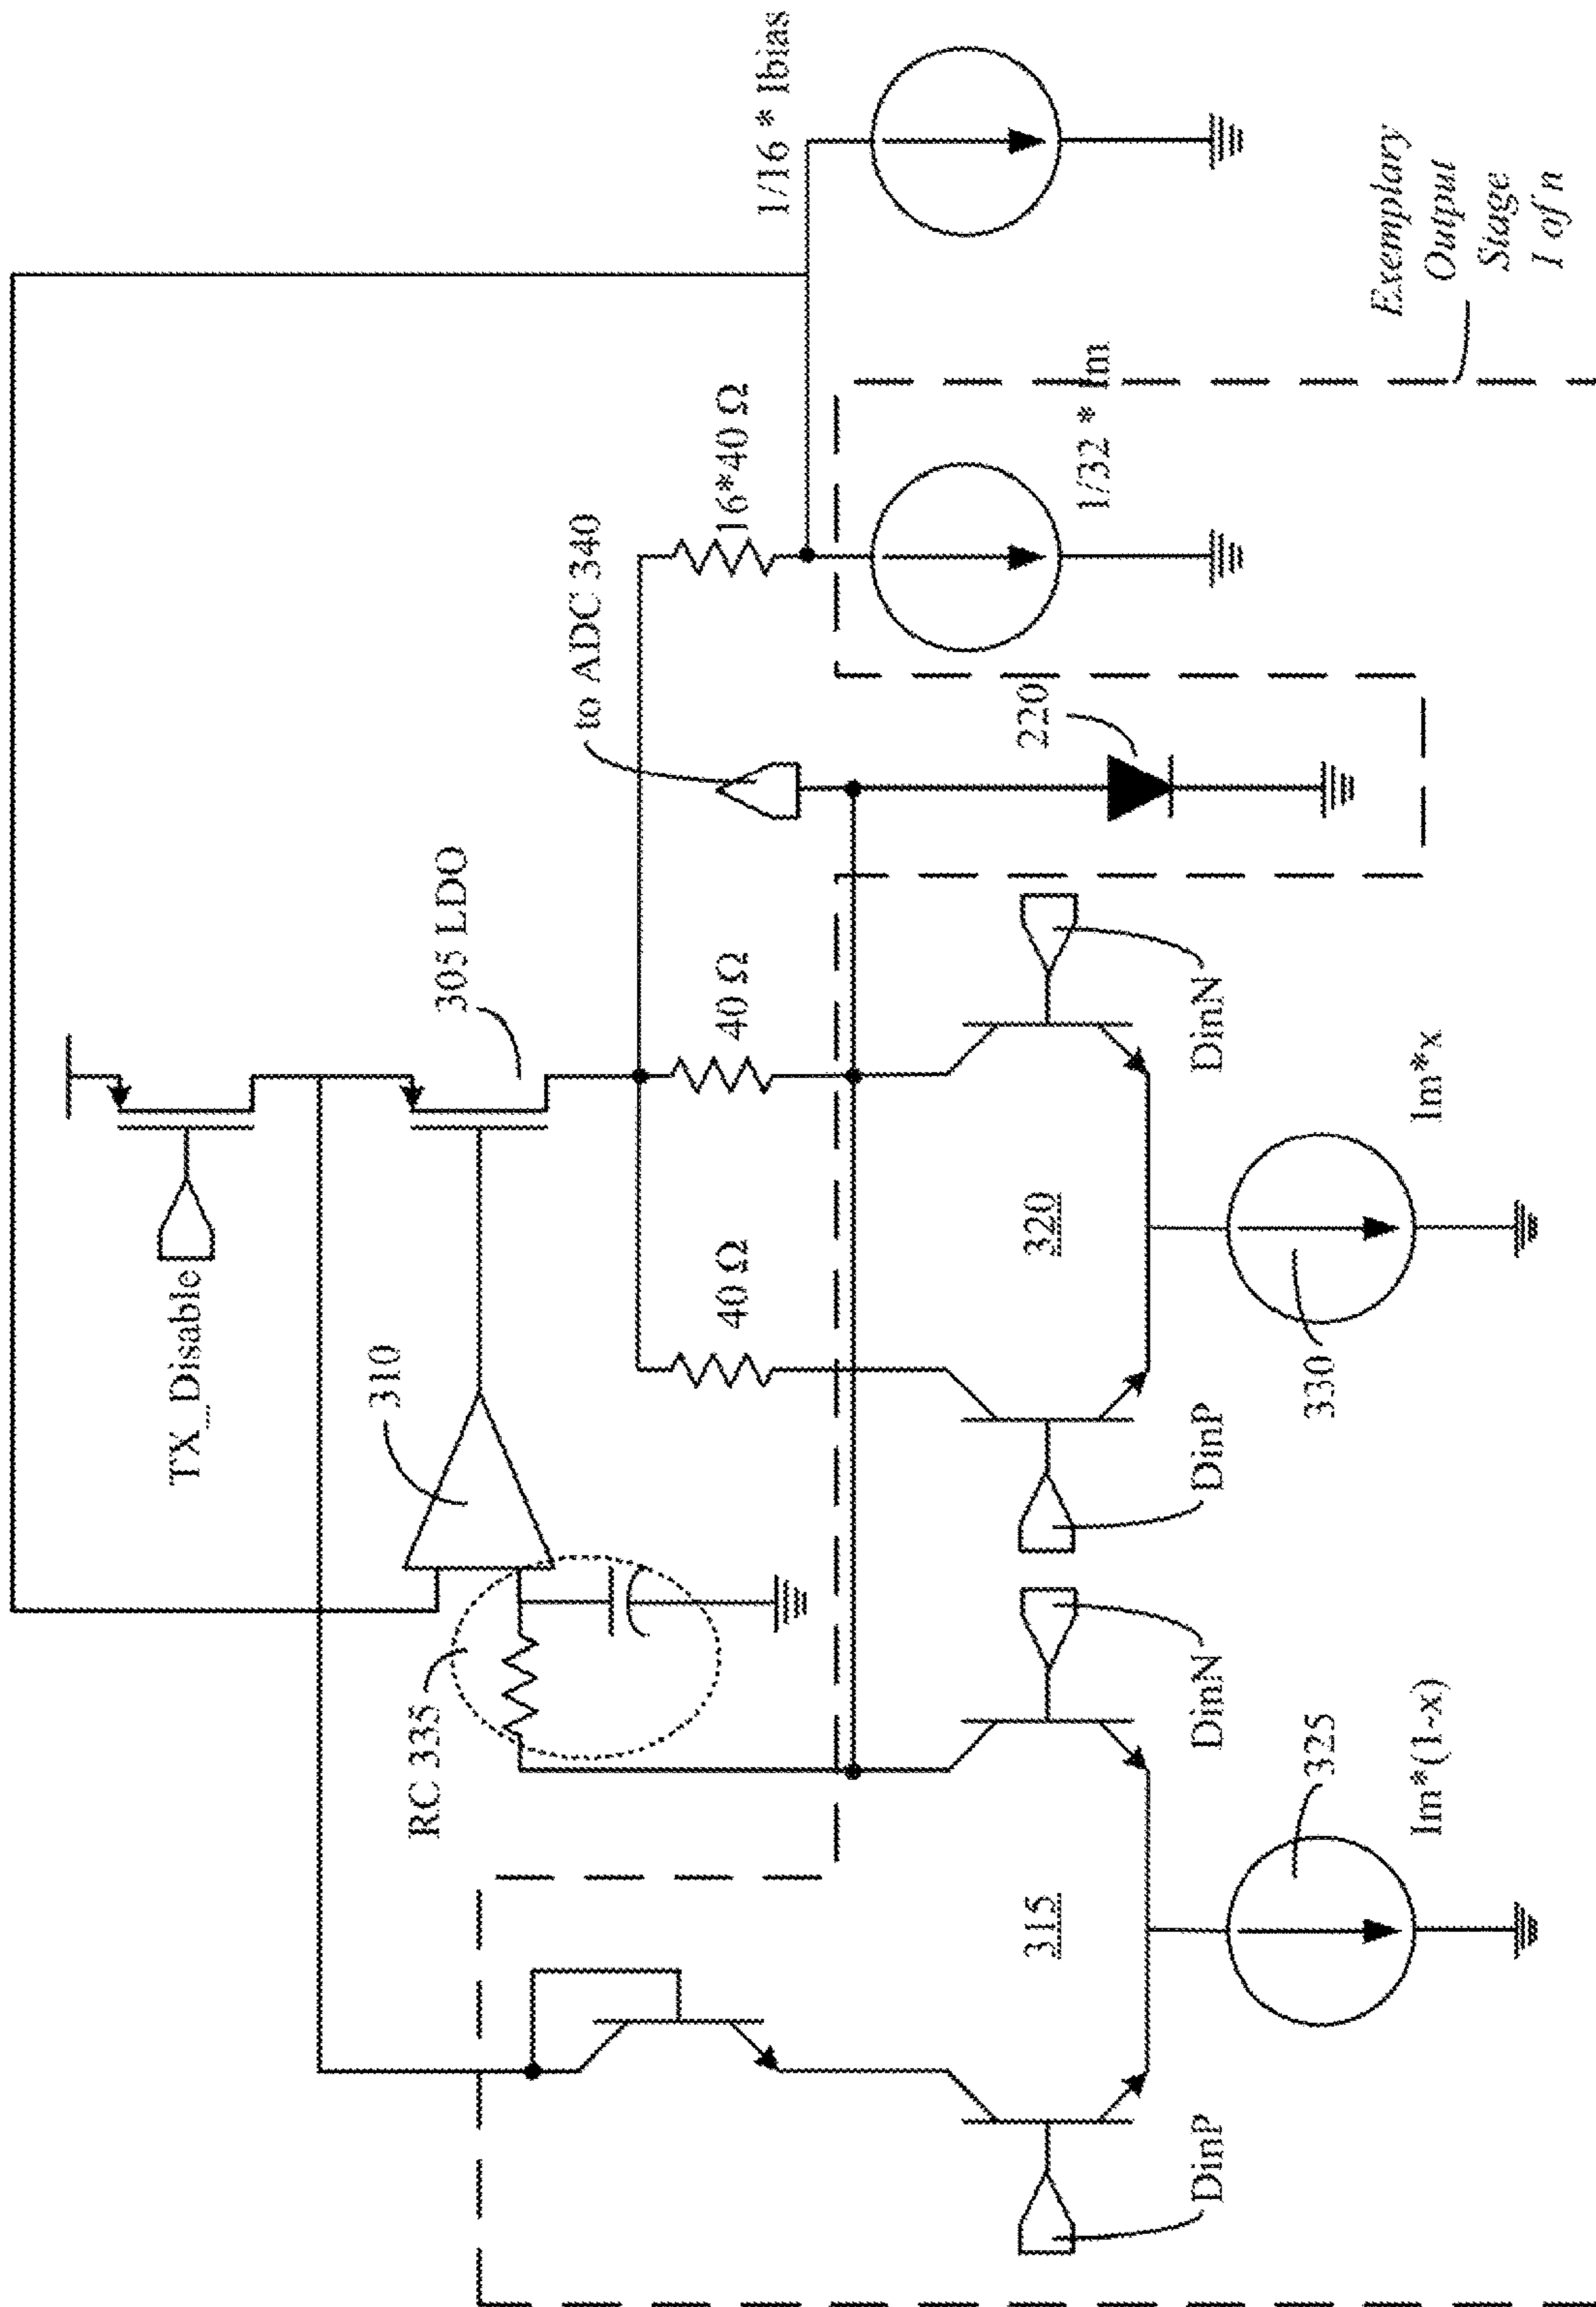 TX_Disable
310
RC 335
305 LDO
to ADC 340
40 Ω
40 Ω
16*40 Ω
1/16 * Ibias
1/32 * Im
220
315
320
DinP
DinN
DinP
DinN
325
330
Im*(1-x)
Im*x
Exemplary
Output
Stage
1 of n